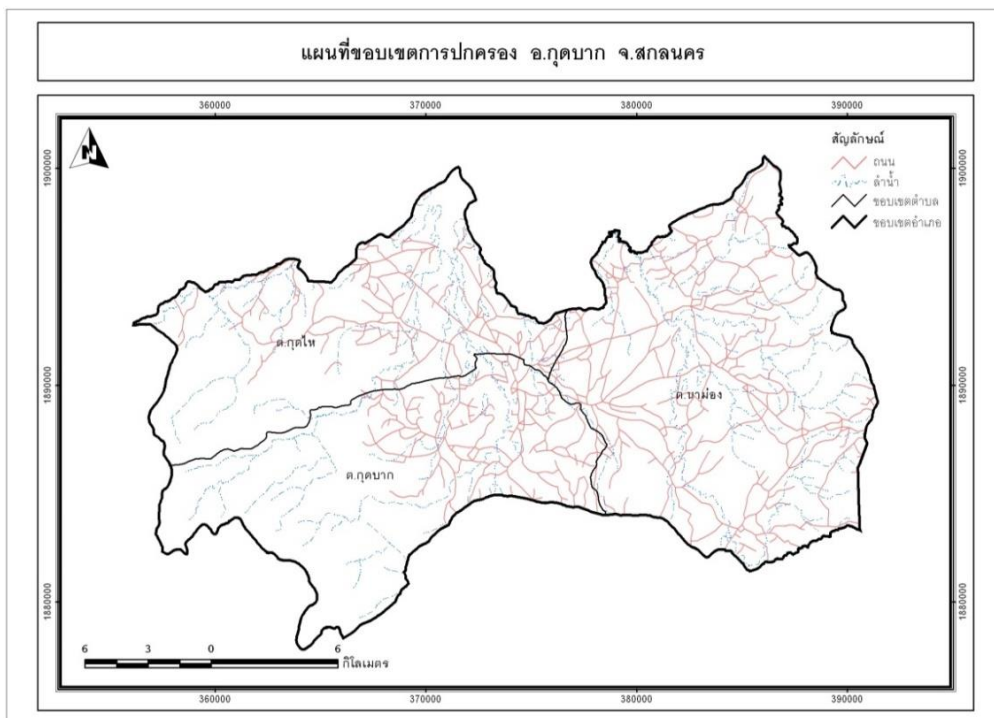 แผนที่ขอบเขตการปกครอง อ.กุดบาก จ.สกลนคร
360000 370000 380000 390000
1900000 1900000
N
สัญลักษณ์
ถนน
ลำน้ำ
ขอบเขตตำบล
ขอบเขตอำเภอ
ต.กุดไห
1890000 1890000
ต.นาม่อง
ต.กุดบาก
1880000 1880000
6 3 0 6
กิโลเมตร
360000 370000 380000 390000